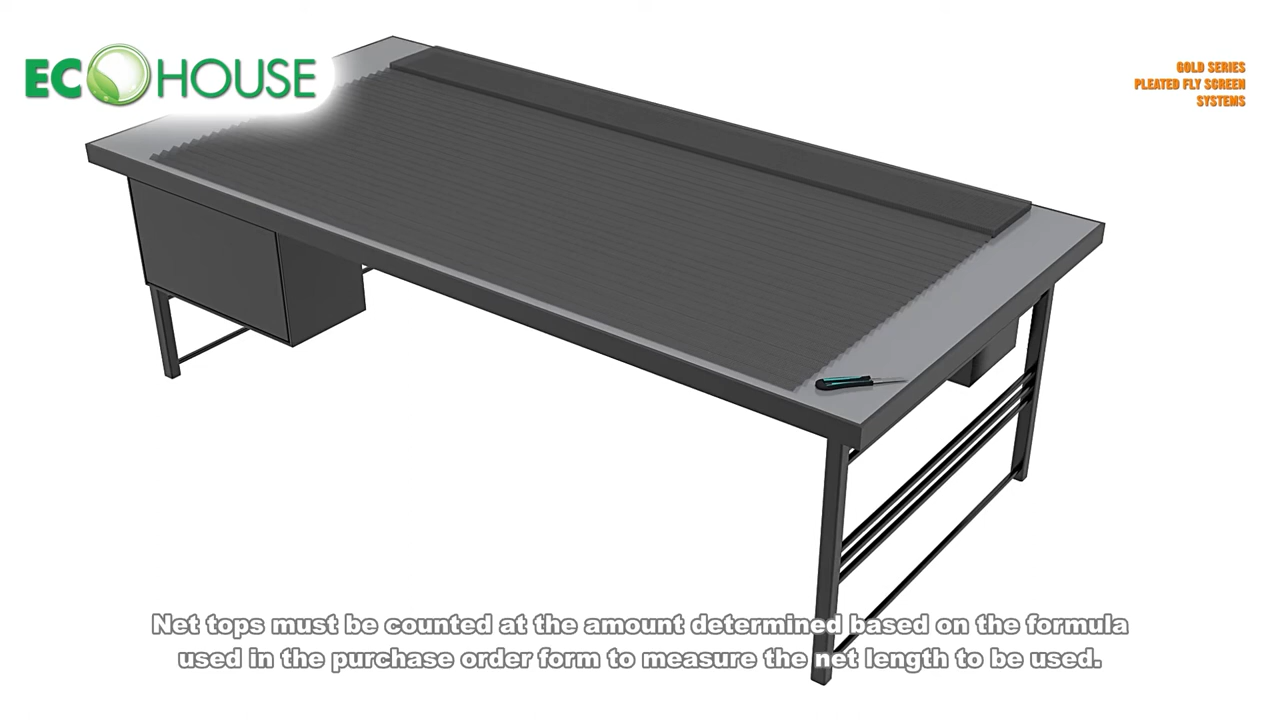 ECOHOUSE
GOLD SERIES
PLEATED FLY SCREEN
SYSTEMS
Net tops must be counted at the amount determined based on the formula
used in the purchase order form to measure the net length to be used.